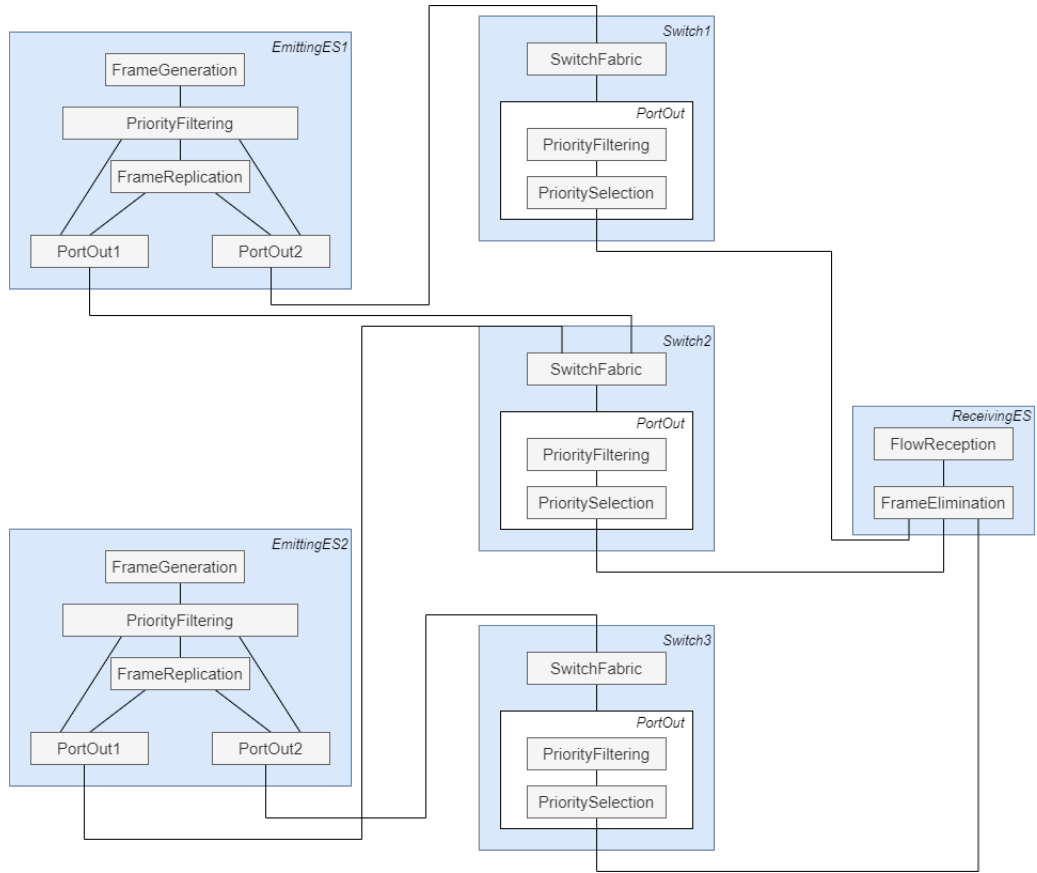 EmittingES1
FrameGeneration
PriorityFiltering
FrameReplication
PortOut1
PortOut2
Switch1
SwitchFabric
PortOut
PriorityFiltering
PrioritySelection
Switch2
SwitchFabric
PortOut
PriorityFiltering
PrioritySelection
ReceivingES
FlowReception
FrameElimination
EmittingES2
FrameGeneration
PriorityFiltering
FrameReplication
PortOut1
PortOut2
Switch3
SwitchFabric
PortOut
PriorityFiltering
PrioritySelection